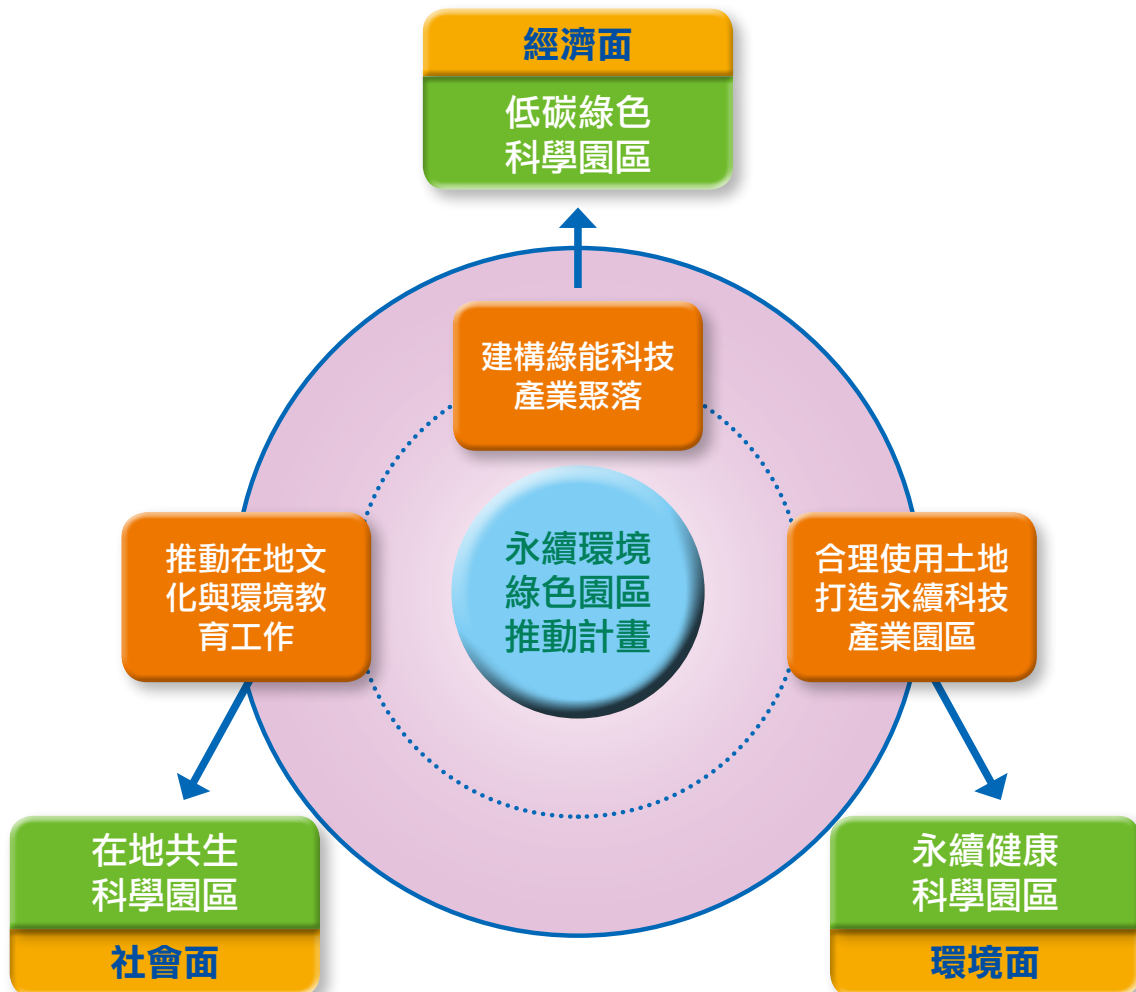 經濟面
低碳綠色
科學園區
建構綠能科技
產業聚落
推動在地文
化與環境教
育工作
永續環境
綠色園區
推動計畫
合理使用土地
打造永續科技
產業園區
在地共生
科學園區
社會面
永續健康
科學園區
環境面